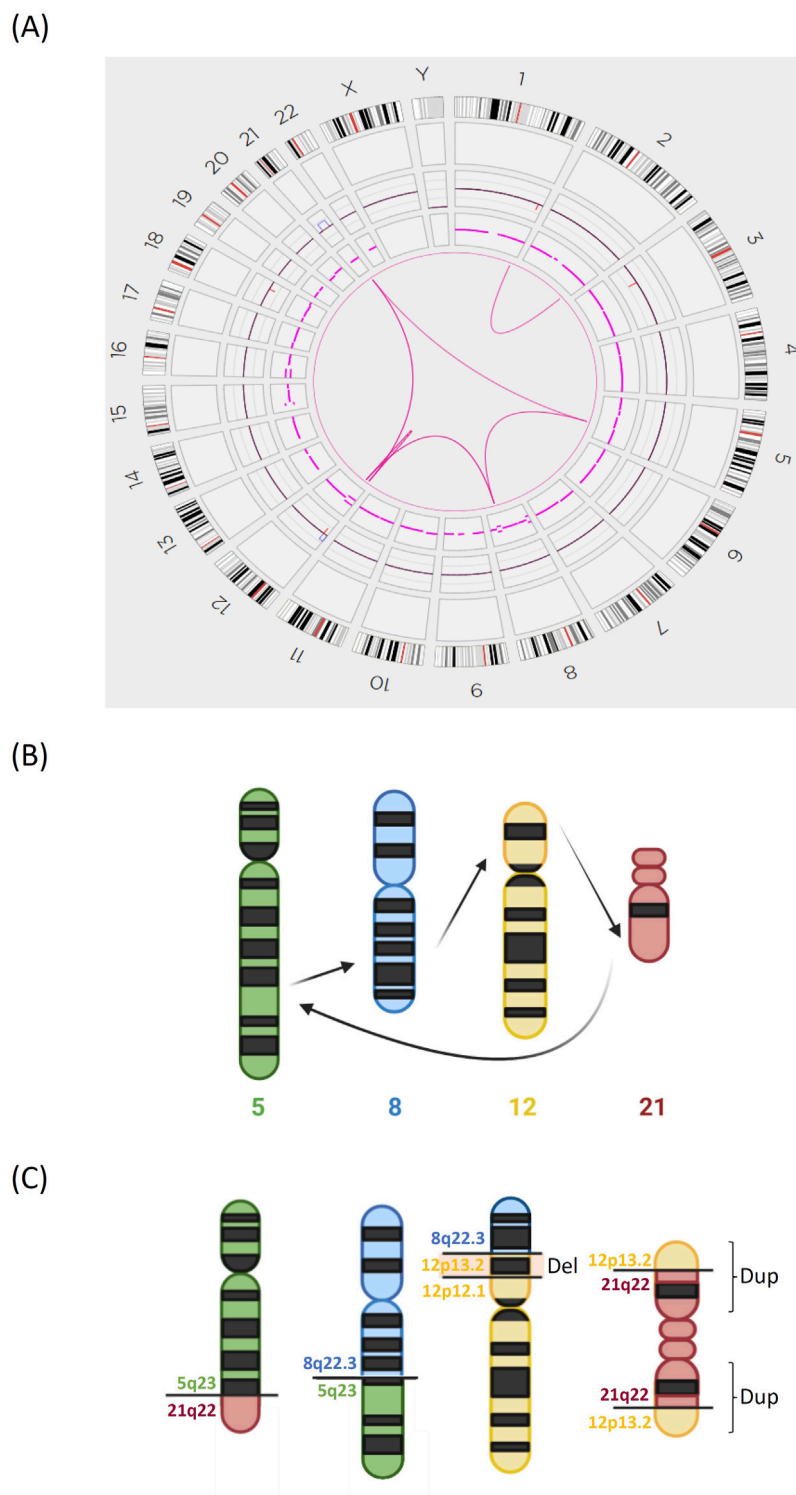 (A)
1
2
3
4
5
6
7
8
9
10
11
12
13
14
15
16
17
18
19
20
21
22
X
Y
(B)
5 8 12 21
(C)
8q22.3
12p13.2 Del
12p12.1
12p13.2
21q22 Dup
5q23
21q22
8q22.3
5q23
21q22
12p13.2 Dup